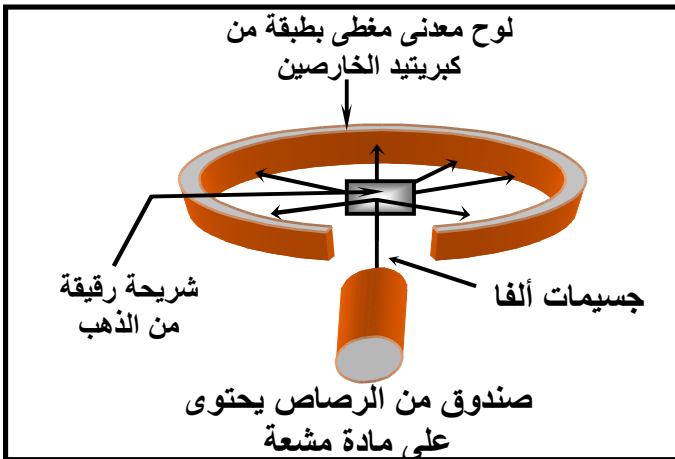 لوح معدنى مغطى بطبقة من
كبريتيد الخارصين
شريحة رقيقة
من الذهب
جسيمات ألفا
صندوق من الرصاص يحتوى
على مادة مشعة